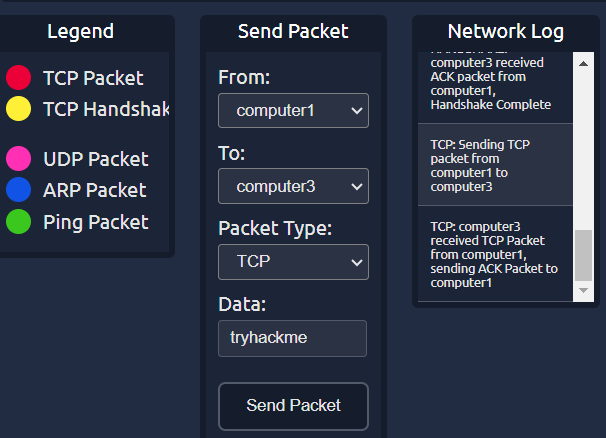 Legend
TCP Packet
TCP Handshak
UDP Packet
ARP Packet
Ping Packet
Send Packet
From:
computer1
To:
computer3
Packet Type:
TCP
Data:
tryhackme
Send Packet
Network Log
HANDSHAKE:
computer3 received
ACK packet from
computer1,
Handshake Complete
TCP: Sending TCP
packet from
computer1 to
computer3
TCP: computer3
received TCP Packet
from computer1,
sending ACK Packet to
computer1